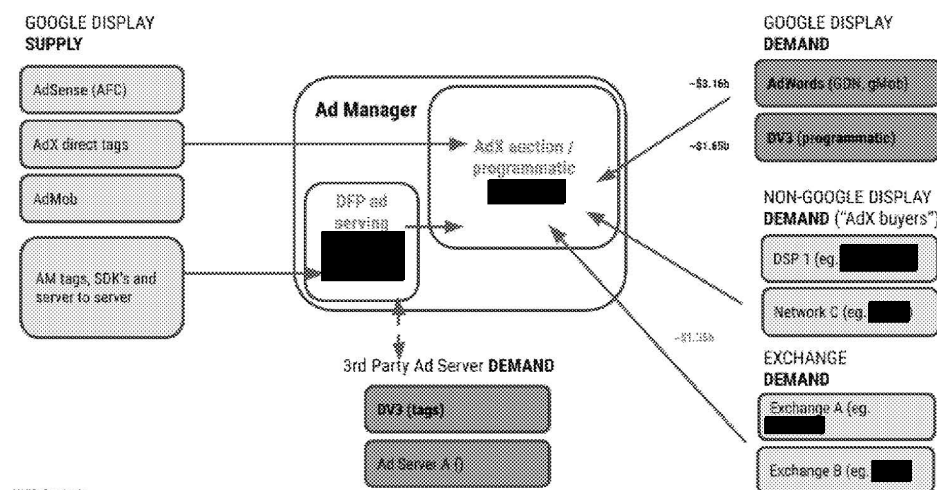 GOOGLE DISPLAY
SUPPLY
AdSense (AFC)
AdX direct tags
AdMob
AM tags, SDK's and
server to server
Ad Manager
AdX auction /
programmatic
DFP ad
serving
3rd Party Ad Server DEMAND
DV3 (tags)
Ad Server A ()
GOOGLE DISPLAY
DEMAND
~$3.16b
AdWords (GDN, gMob)
~$1.65b
DV3 (programmatic)
NON-GOOGLE DISPLAY
DEMAND ("AdX buyers")
DSP 1 (eg.
Network C (eg. )
EXCHANGE
DEMAND
Exchange A (eg.
Exchange B (eg.